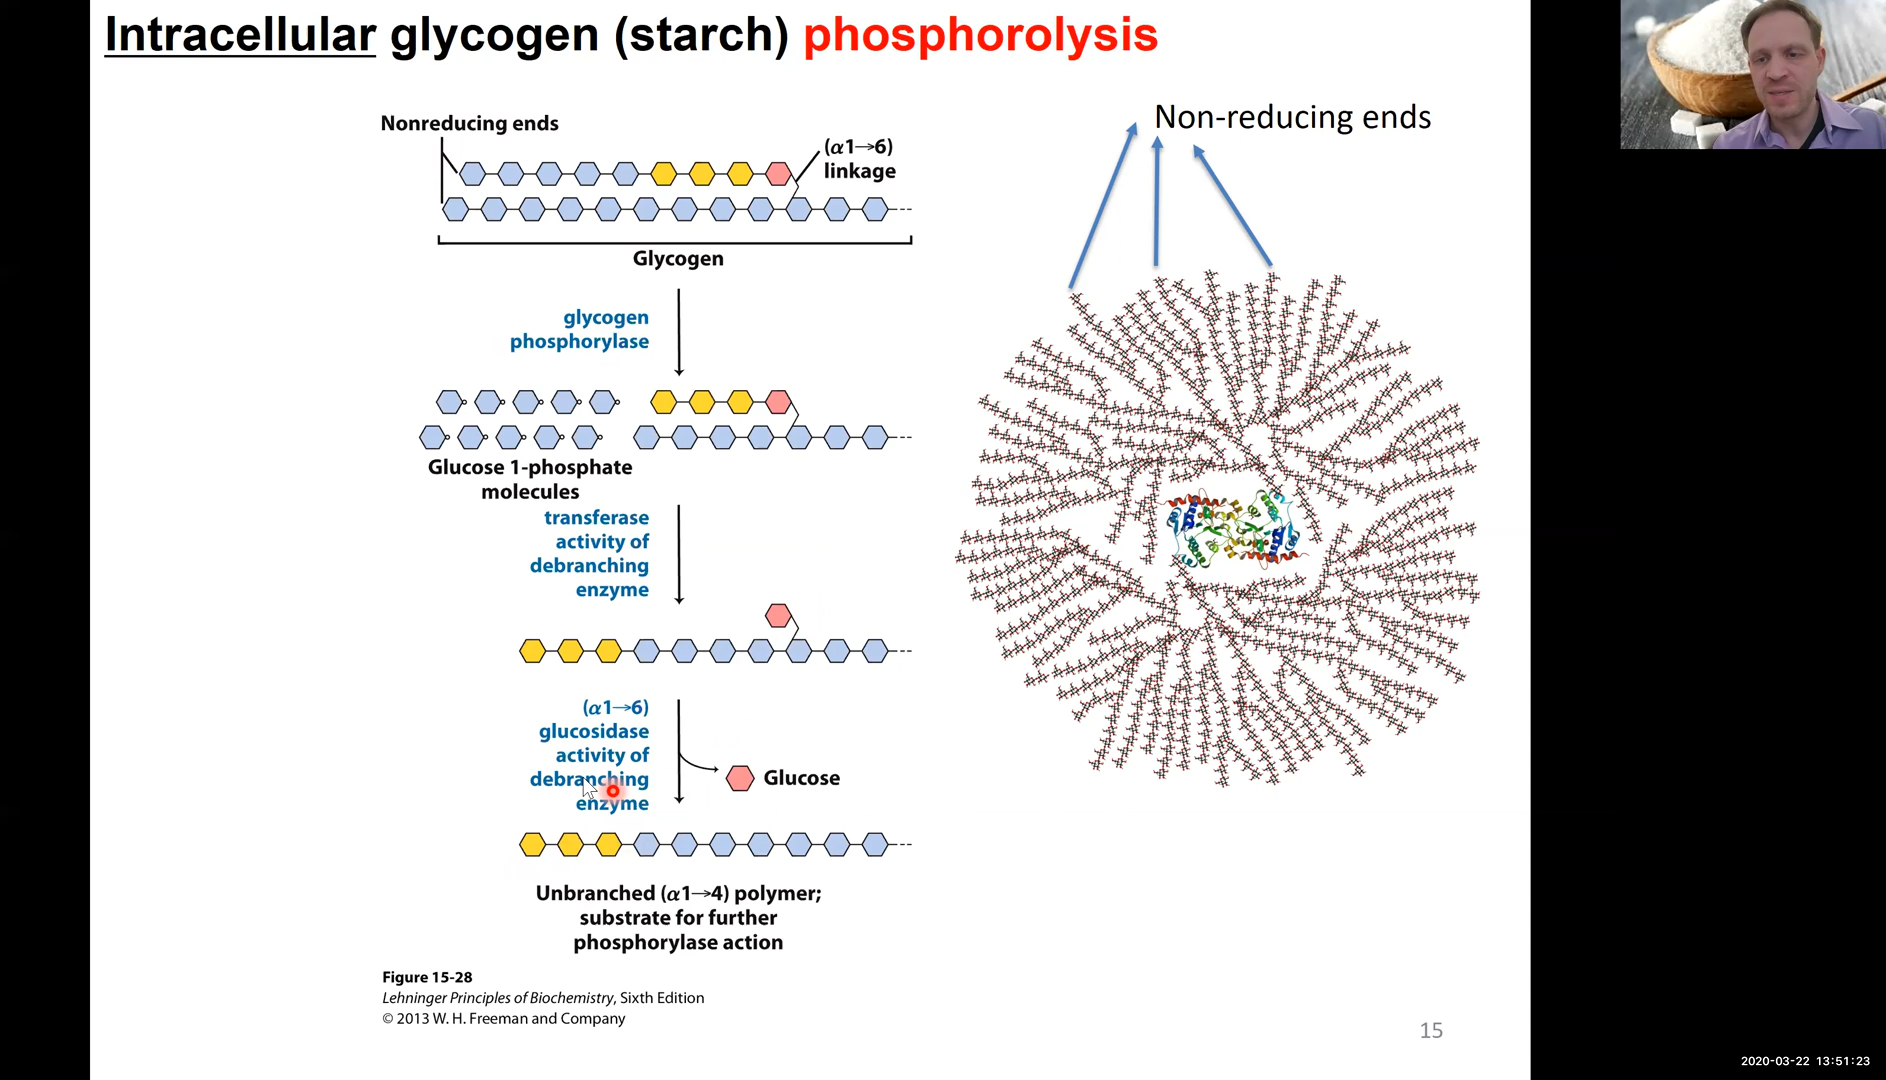 Intracellular glycogen (starch) phosphorolysis
Nonreducing ends
(α1→6)
linkage
Glycogen
glycogen
phosphorylase
Glucose 1-phosphate
molecules
transferase
activity of
debranching
enzyme
(α1→6)
glucosidase
activity of
debranching
enzyme
Glucose
Unbranched (α1→4) polymer;
substrate for further
phosphorylase action
Figure 15-28
Lehninger Principles of Biochemistry, Sixth Edition
© 2013 W. H. Freeman and Company
Non-reducing ends
15
2020-03-22 13:51:23